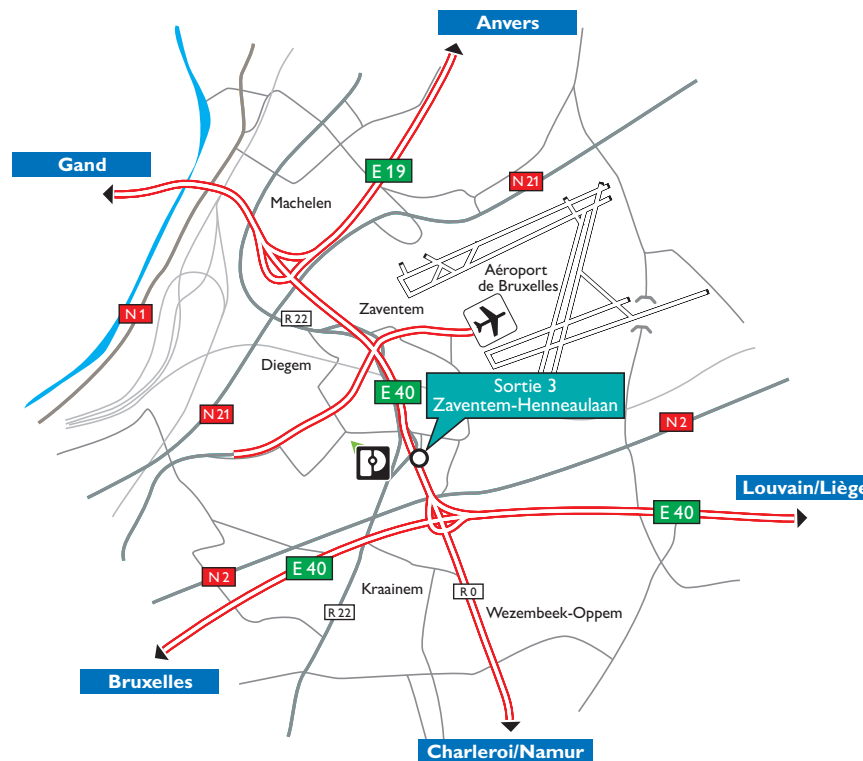 Anvers
Gand
E 19
N 21
Machelen
Aéroport
de Bruxelles
Zaventem
N 1
R 22
Diegem
E 40
Sortie 3
Zaventem-Henneaulaan
N 21
N 2
Louvain/Liège
E 40
E 40
N 2
Kraainem
R 0
R 22
Wezembeek-Oppem
Bruxelles
Charleroi/Namur